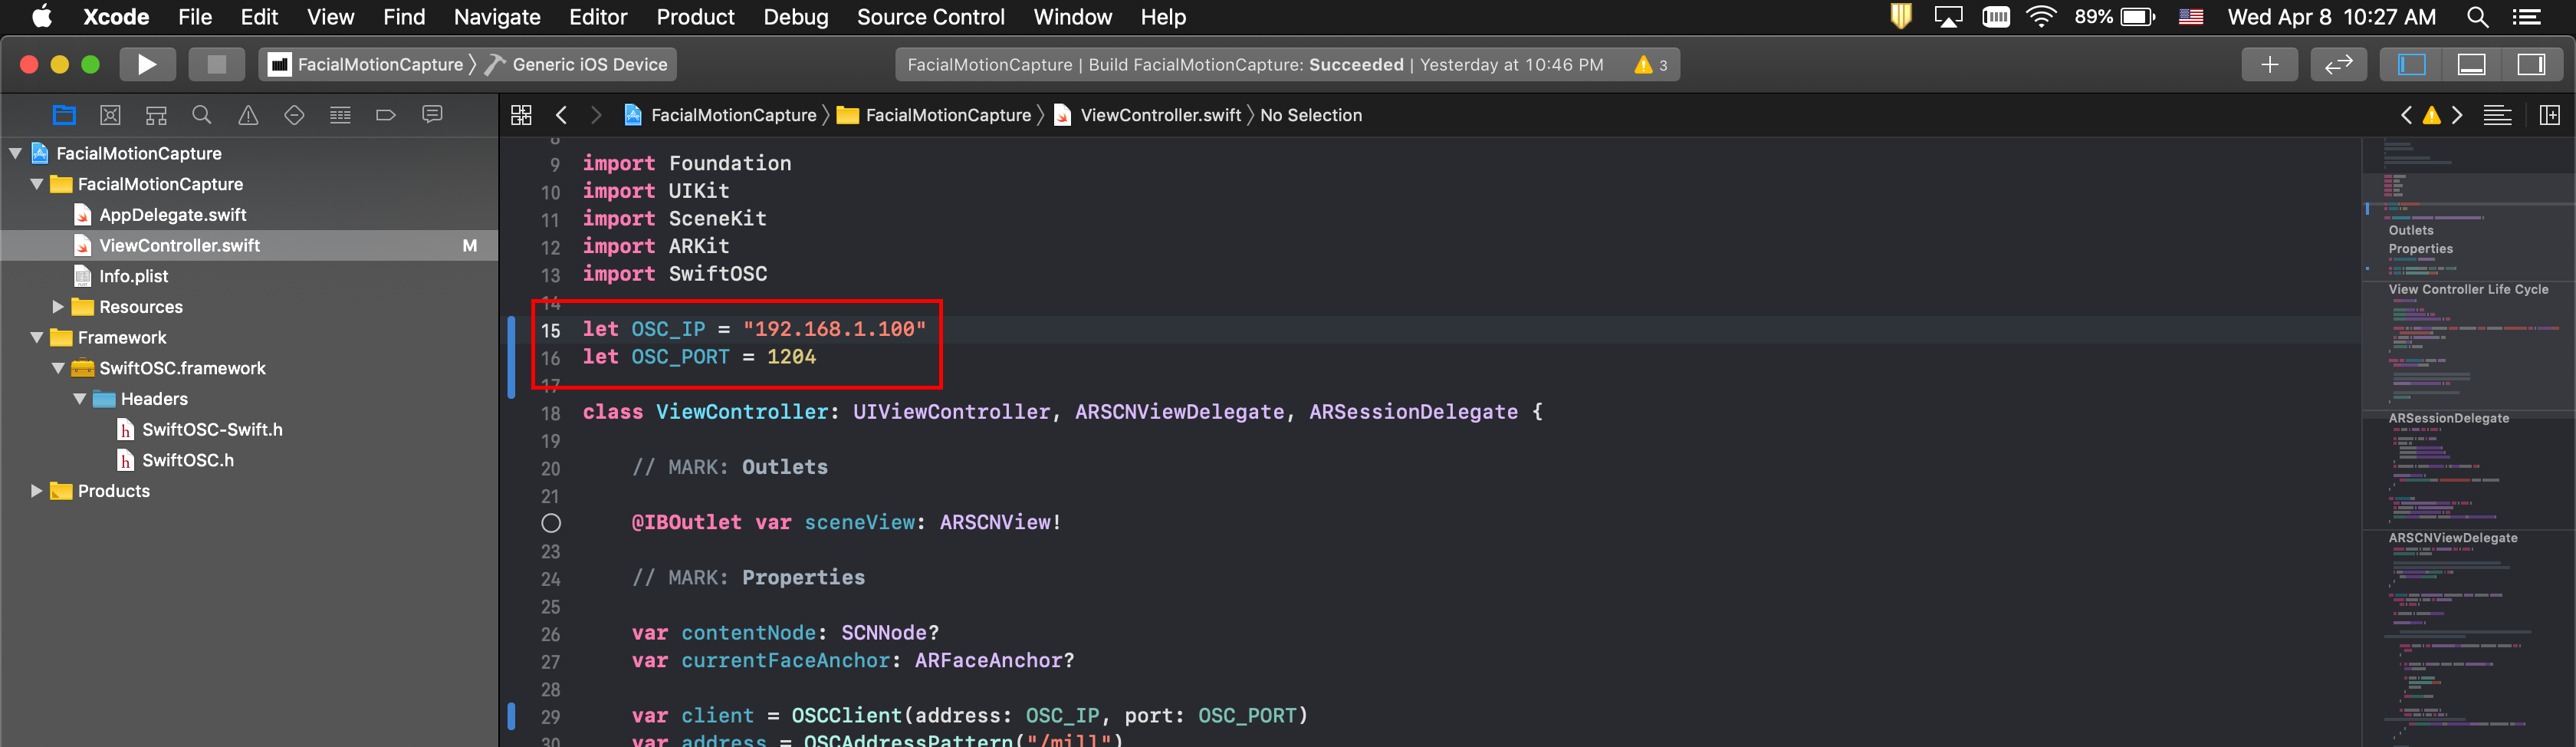 Xcode File Edit View Find Navigate Editor Product Debug Source Control Window Help 89% Wed Apr 8 10:27 AM
FacialMotionCapture Generic iOS Device FacialMotionCapture | Build FacialMotionCapture: Succeeded | Yesterday at 10:46 PM 3
FacialMotionCapture FacialMotionCapture ViewController.swift No Selection
FacialMotionCapture
FacialMotionCapture
AppDelegate.swift
ViewController.swift M
Info.plist
Resources
Framework
SwiftOSC.framework
Headers
h SwiftOSC-Swift.h
h SwiftOSC.h
Products
8
9 import Foundation
10 import UIKit
11 import SceneKit
12 import ARKit
13 import SwiftOSC
14
15 let OSC_IP = "192.168.1.100"
16 let OSC_PORT = 1204
17
18 class ViewController: UIViewController, ARSCNViewDelegate, ARSessionDelegate {
19
20 // MARK: Outlets
21
@IBOutlet var sceneView: ARSCNView!
23
24 // MARK: Properties
25
26 var contentNode: SCNNode?
27 var currentFaceAnchor: ARFaceAnchor?
28
29 var client = OSCClient(address: OSC_IP, port: OSC_PORT)
30 var address = OSCAddressPattern("/mill")
Outlets
Properties
View Controller Life Cycle
ARSessionDelegate
ARSCNViewDelegate